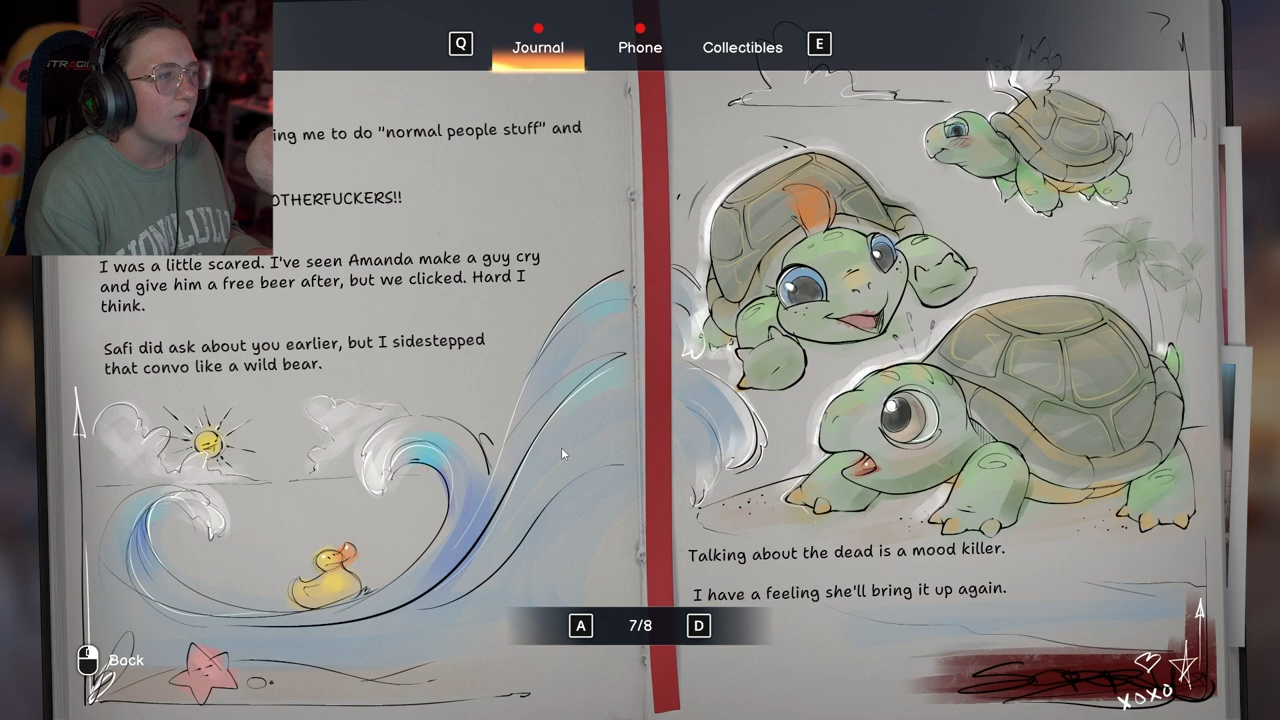 Q
Journal
Phone
Collectibles
E
ing me to do "normal people stuff" and
OTHERFUCKERS!!
I was a little scared. I've seen Amanda make a guy cry
and give him a free beer after, but we clicked. Hard I
think.
Safi did ask about you earlier, but I sidestepped
that convo like a wild bear.
Talking about the dead is a mood killer.
I have a feeling she'll bring it up again.
A
7/8
D
Back
xoxo
HONOLULU